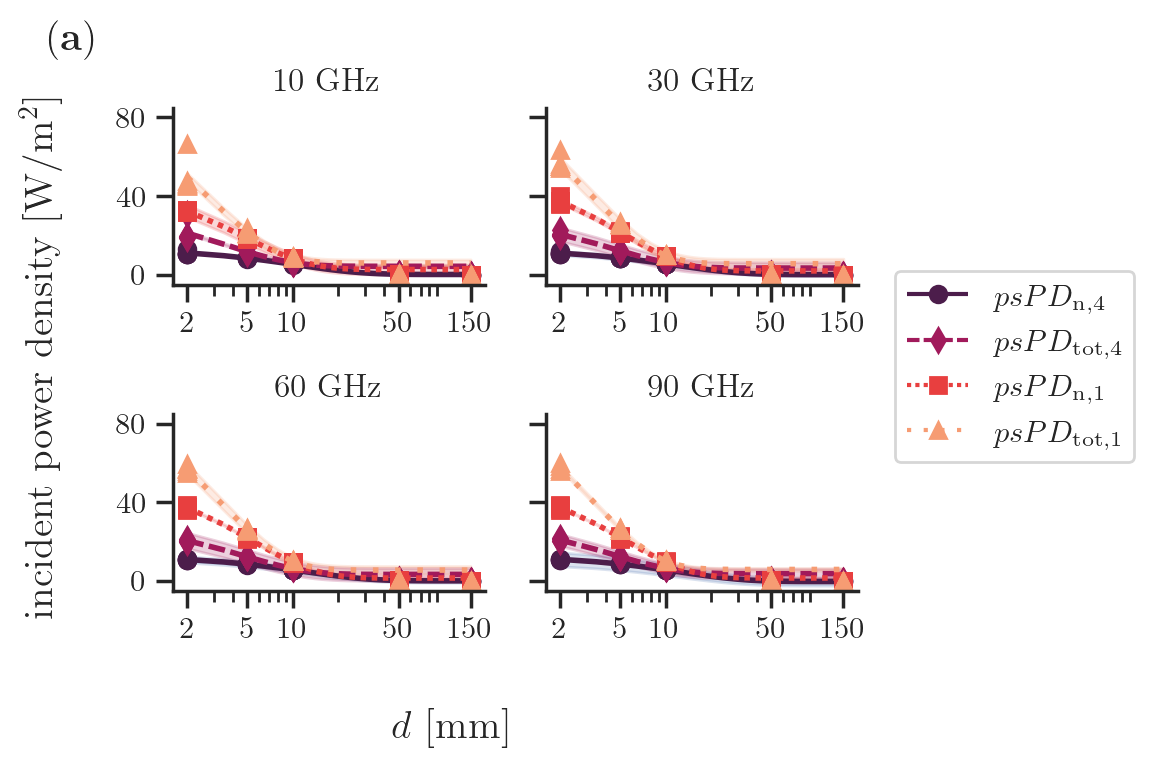 (a)
10 GHz
30 GHz
80
40
0
2 5 10 50 150
2 5 10 50 150
60 GHz
90 GHz
80
40
0
2 5 10 50 150
2 5 10 50 150
incident power density [W/m²]
d [mm]
psPDn,4
psPDtot,4
psPDn,1
psPDtot,1